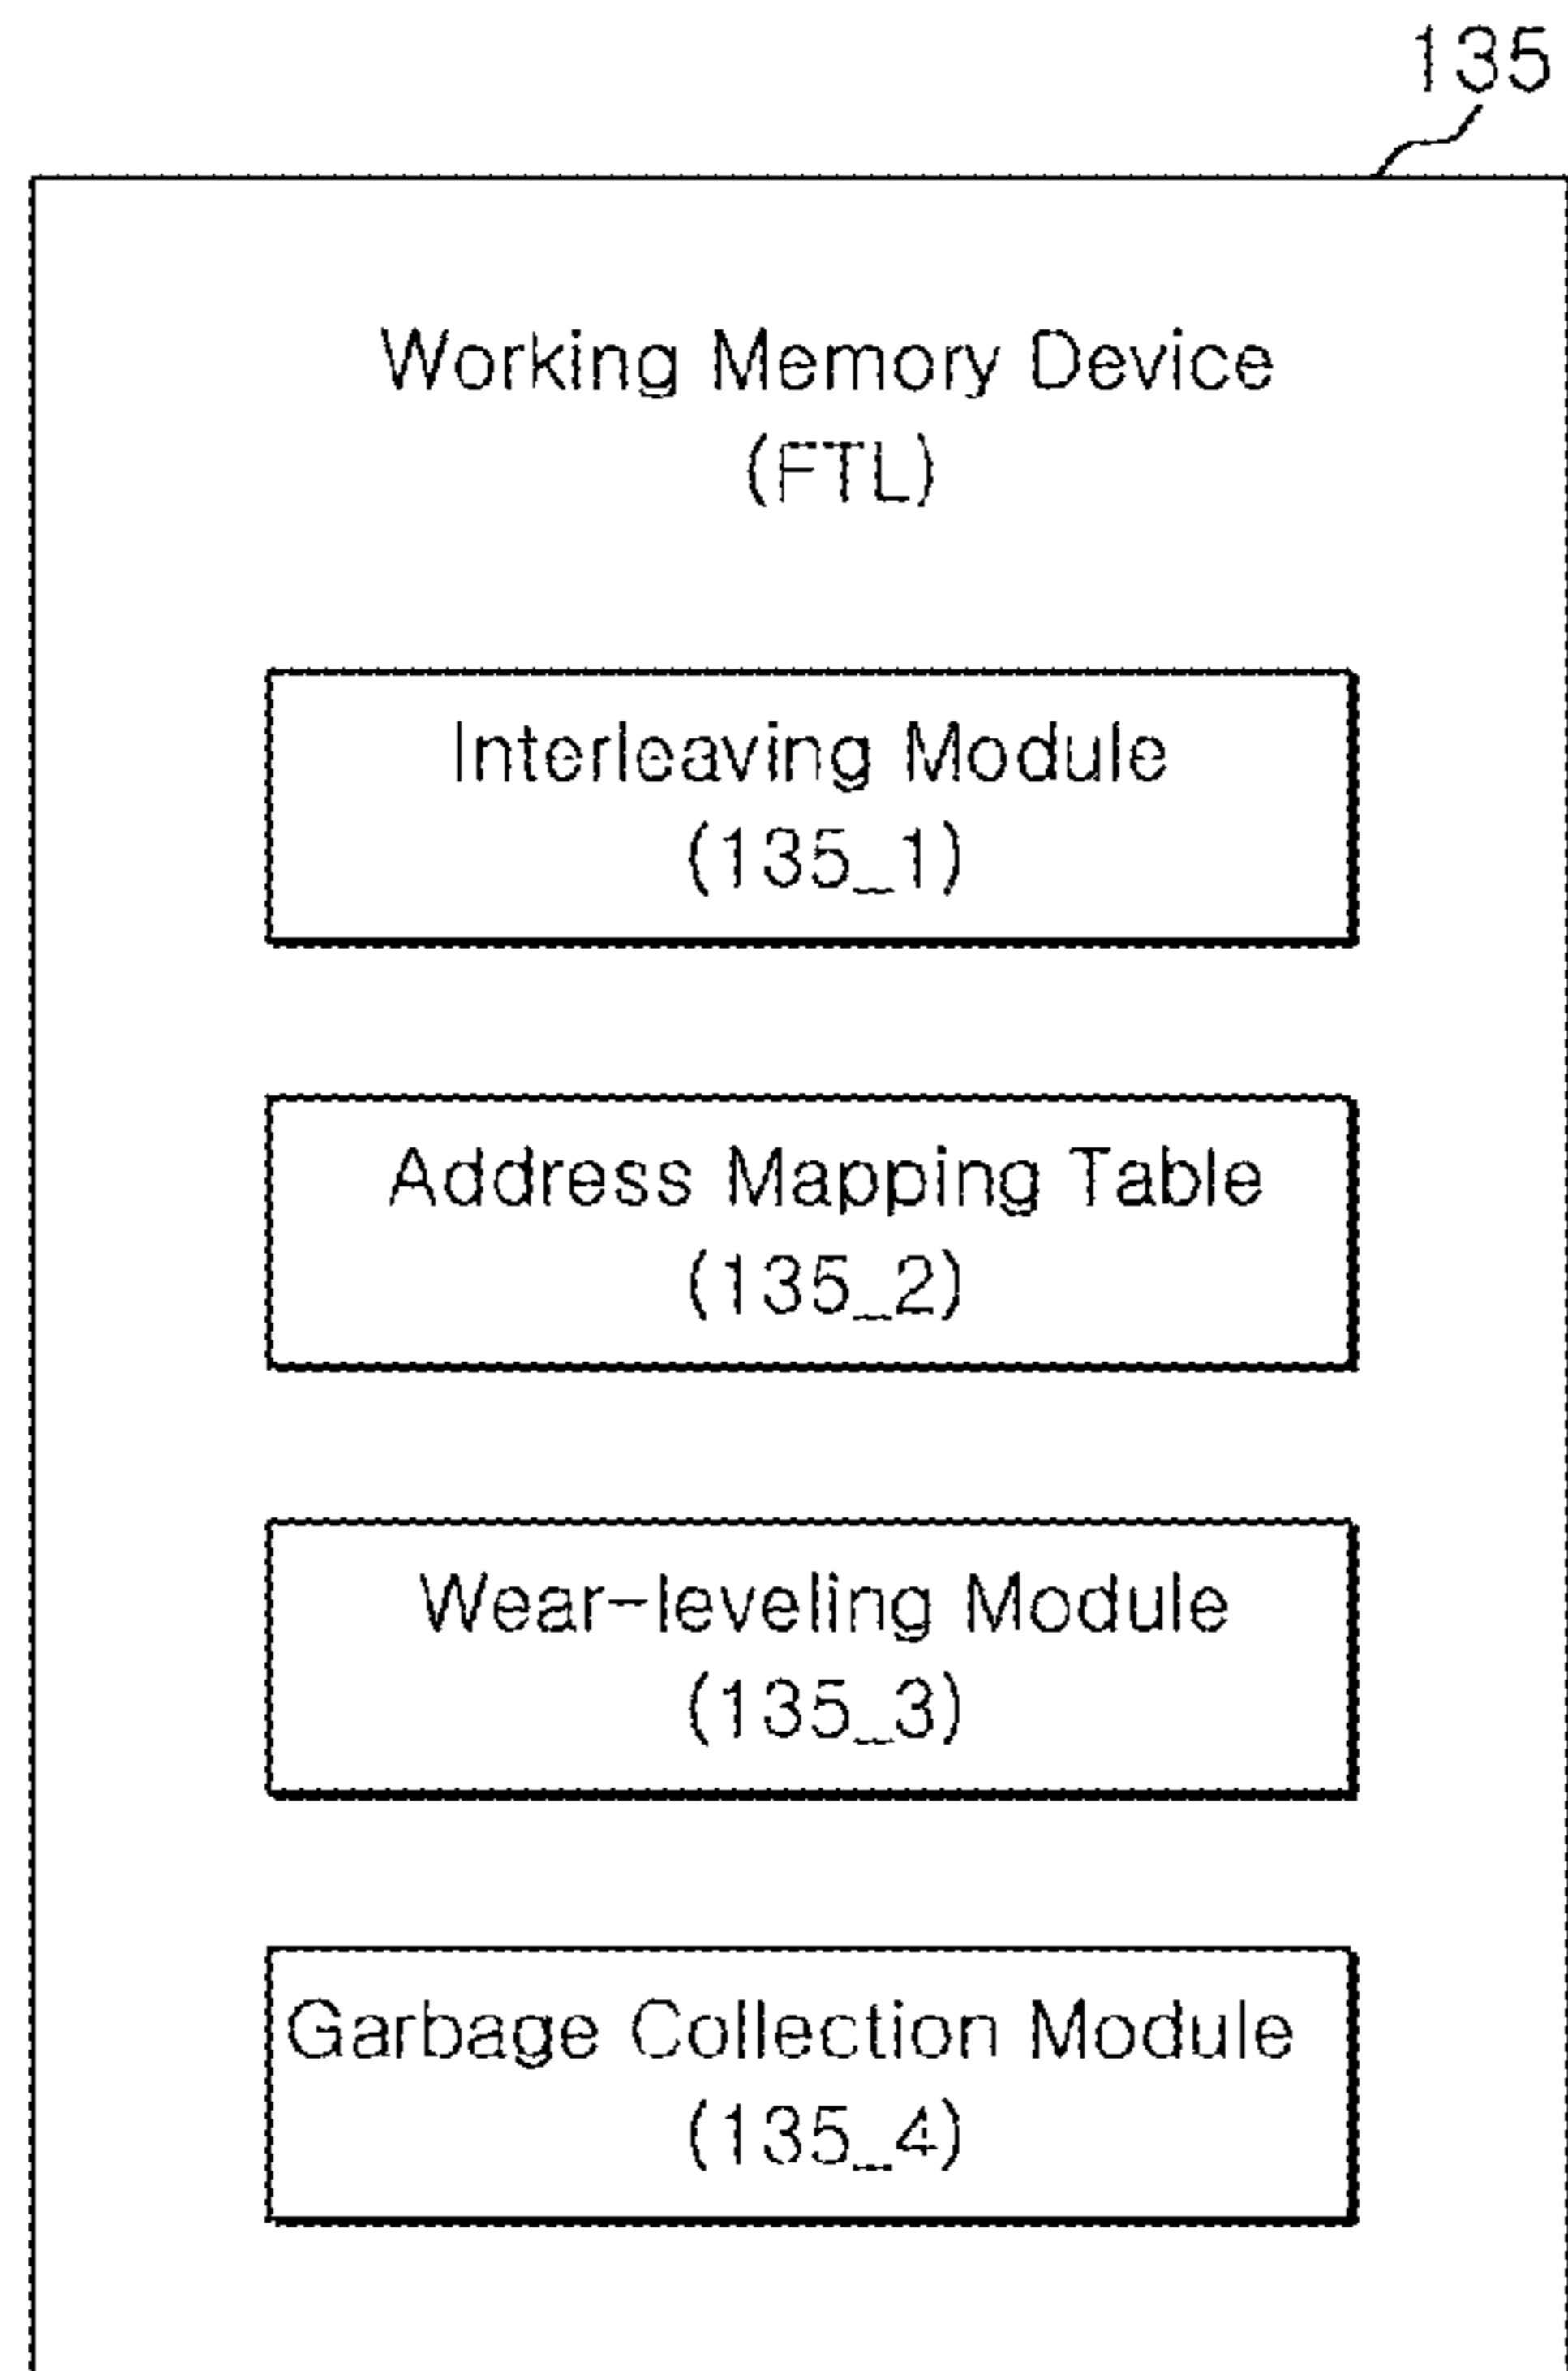 135
Working Memory Device
(FTL)
Interleaving Module
(135_1)
Address Mapping Table
(135_2)
Wear-leveling Module
(135_3)
Garbage Collection Module
(135_4)